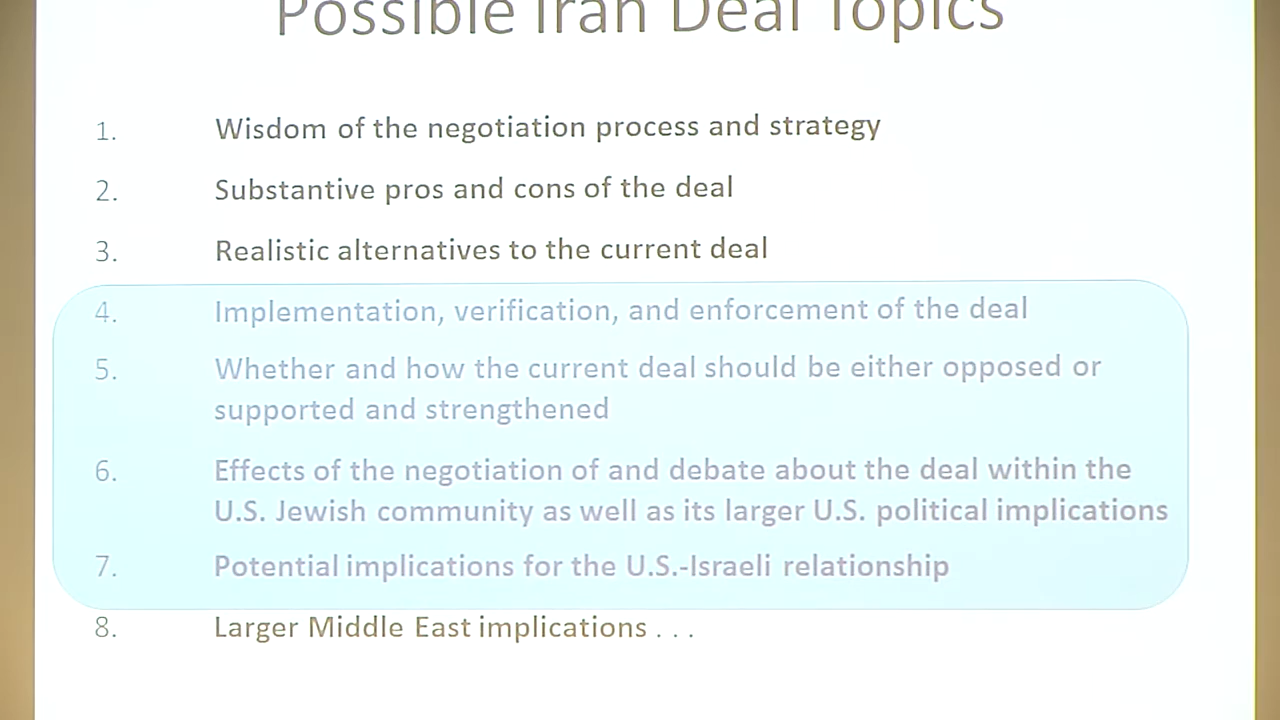 Possible Iran Deal Topics
1. Wisdom of the negotiation process and strategy
2. Substantive pros and cons of the deal
3. Realistic alternatives to the current deal
4. Implementation, verification, and enforcement of the deal
5. Whether and how the current deal should be either opposed or
supported and strengthened
6. Effects of the negotiation of and debate about the deal within the
U.S. Jewish community as well as its larger U.S. political implications
7. Potential implications for the U.S.-Israeli relationship
8. Larger Middle East implications . . .